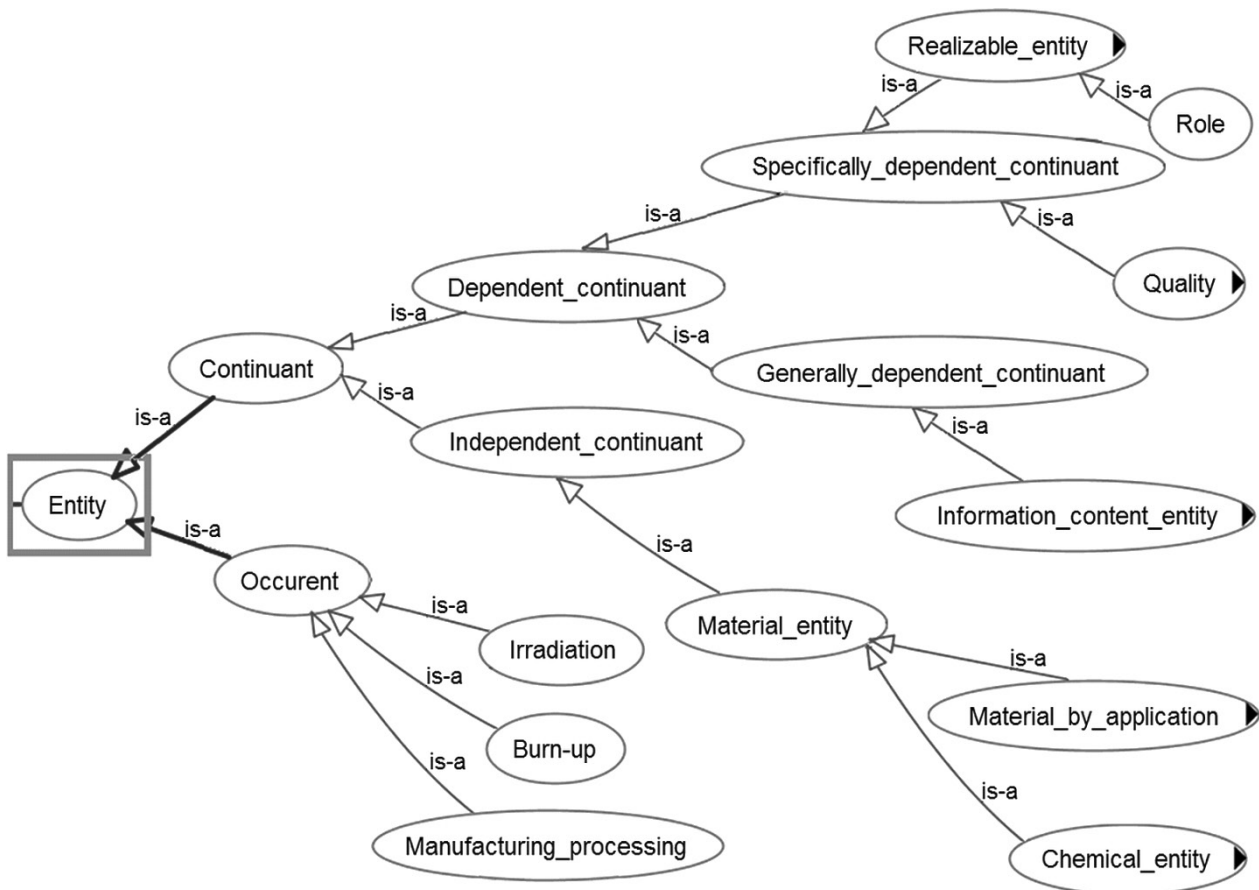 Realizable_entity
is-a
is-a
Role
Specifically_dependent_continuant
is-a
is-a
Dependent_continuant
Quality
is-a
is-a
Continuant
Generally_dependent_continuant
is-a
is-a
Independent_continuant
is-a
Entity
is-a
Information_content_entity
is-a
Occurent
is-a
Material_entity
Irradiation
is-a
is-a
Material_by_application
Burn-up
is-a
is-a
Manufacturing_processing
Chemical_entity